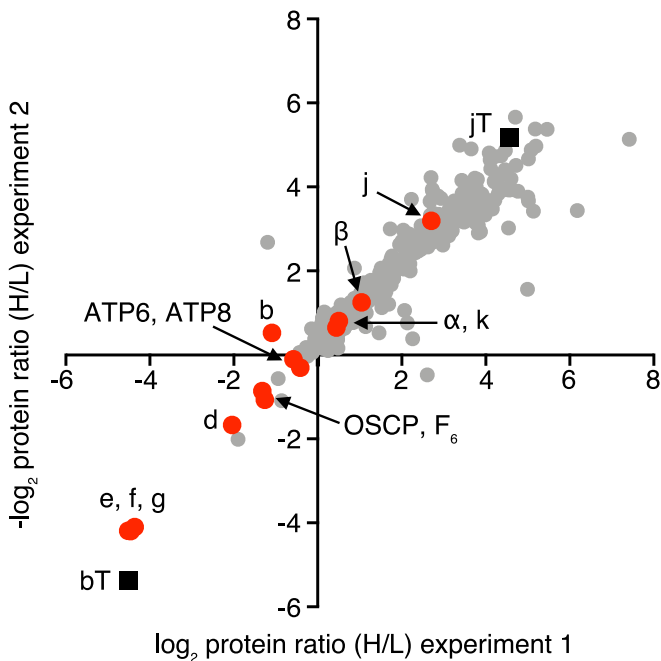 8
6
jT
4
j
β
2
ATP6, ATP8
b
α, k
-6
-4
-2
2
4
6
8
d
-2
OSCP, F₆
e, f, g
-4
bT
-6
-log₂ protein ratio (H/L) experiment 2
log₂ protein ratio (H/L) experiment 1